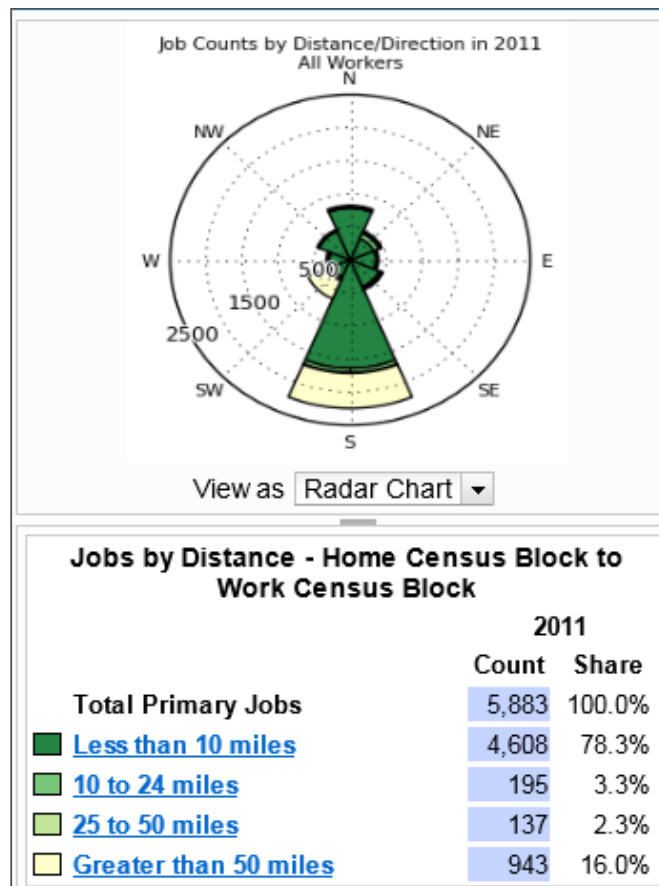 Job Counts by Distance/Direction in 2011
All Workers
N
NW
NE
W
500
E
1500
2500
SW
SE
S
View as Radar Chart
Jobs by Distance - Home Census Block to
Work Census Block
2011
Count Share
Total Primary Jobs 5,883 100.0%
Less than 10 miles 4,608 78.3%
10 to 24 miles 195 3.3%
25 to 50 miles 137 2.3%
Greater than 50 miles 943 16.0%